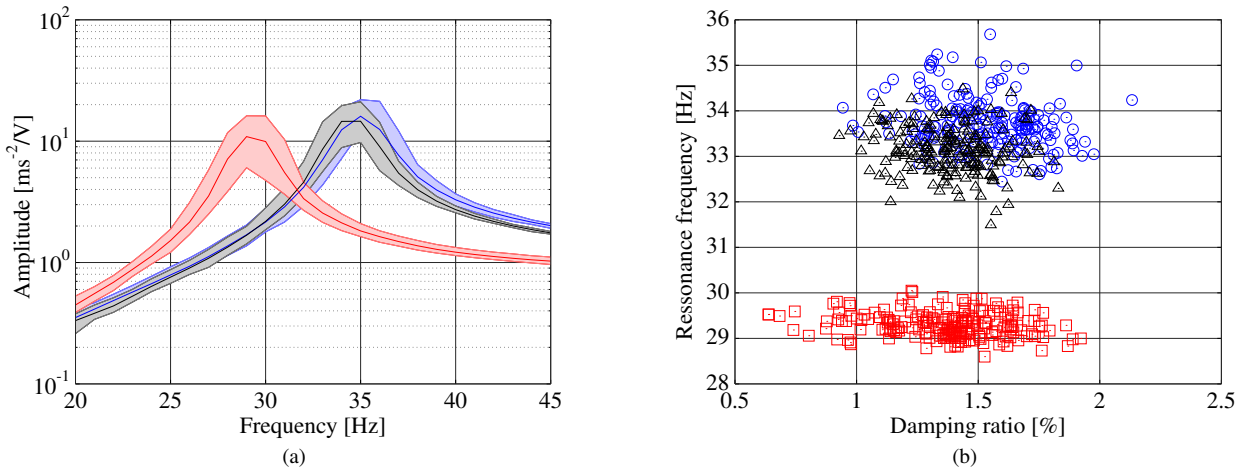 10^2
10^1
10^0
10^-1
Amplitude [ms^-2/V]
20 25 30 35 40 45
Frequency [Hz]
(a)
36
35
34
33
32
31
30
29
28
Ressonance frequency [Hz]
0.5 1 1.5 2 2.5
Damping ratio [%]
(b)